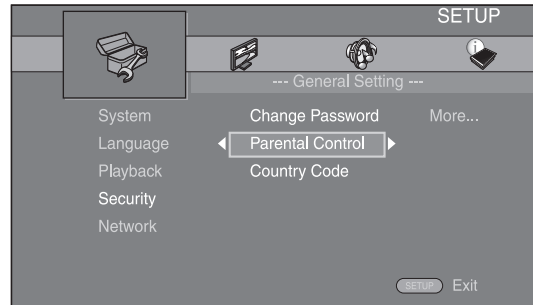 SETUP
--- General Setting ---
System Change Password More...
Language Parental Control
Playback Country Code
Security
Network
SETUP Exit